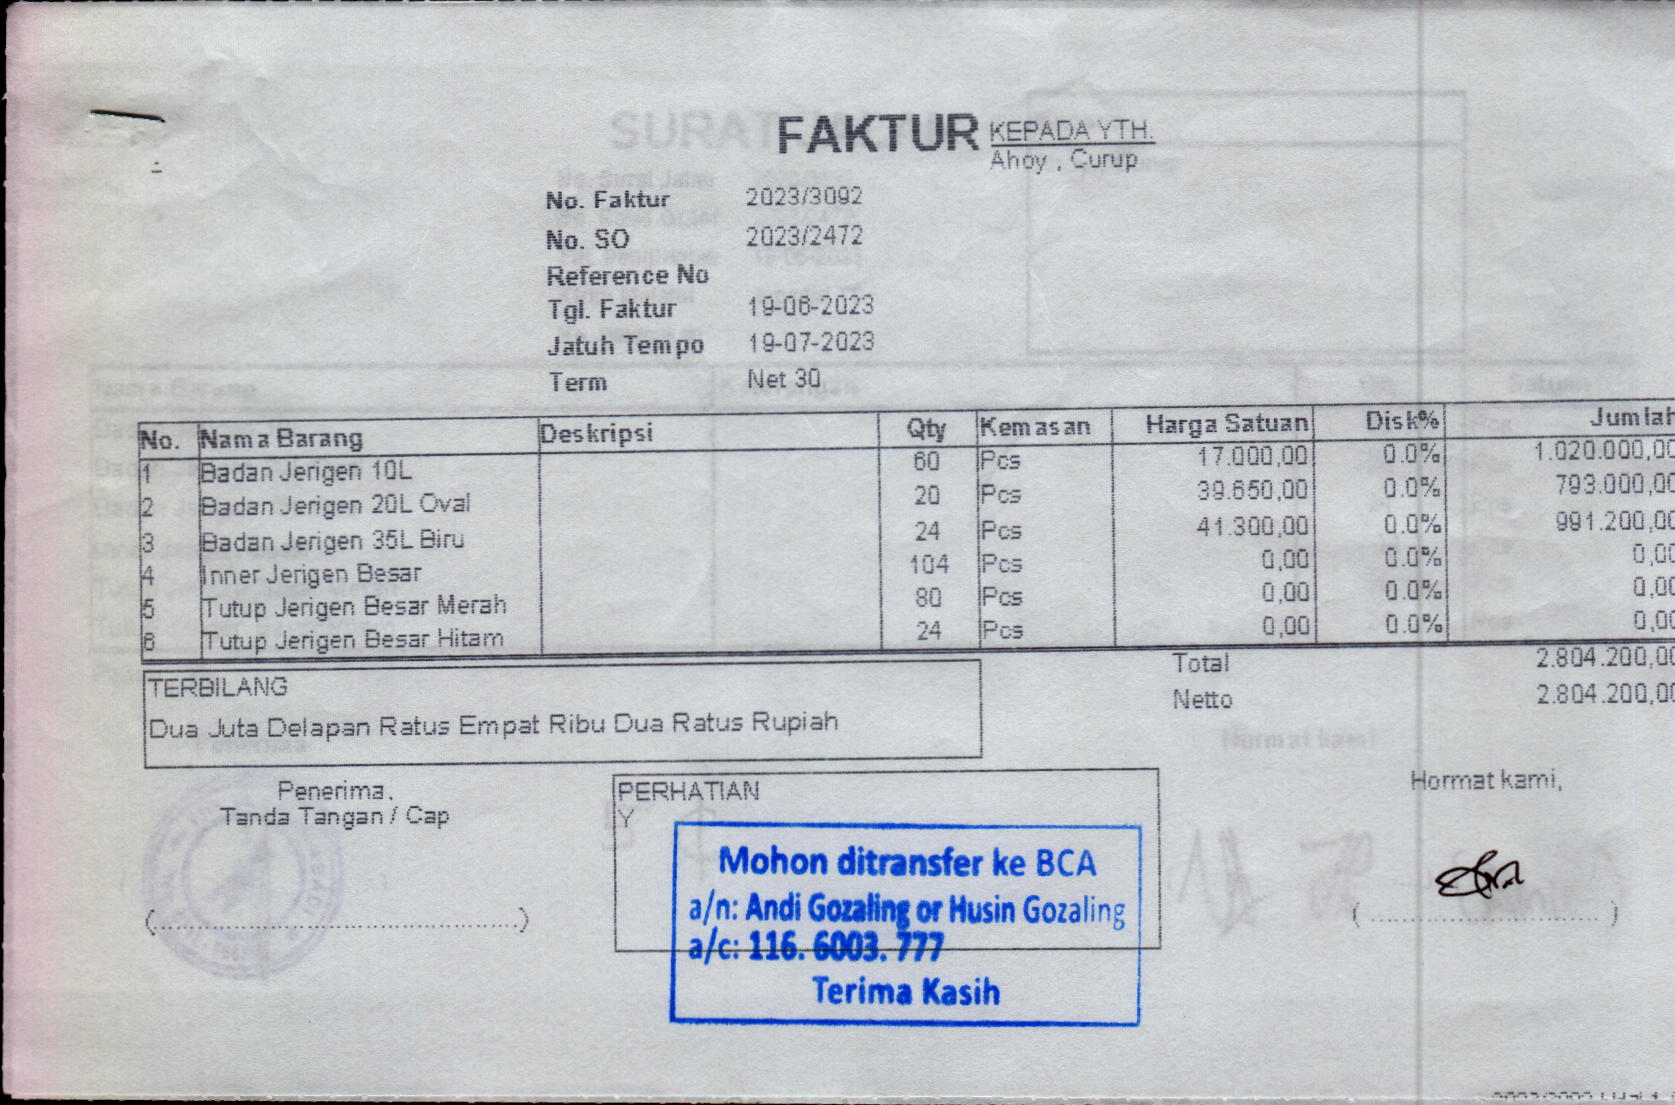 FAKTUR
KEPADA YTH.
Ahoy , Curup
No. Faktur 2023/3092
No. SO 2023/2472
Reference No
Tgl. Faktur 19-06-2023
Jatuh Tempo 19-07-2023
Term Net 30
No. Nama Barang Deskripsi Qty Kemasan Harga Satuan Disk% Jumlah
1 Badan Jerigen 10L 60 Pcs 17.000,00 0.0% 1.020.000,00
2 Badan Jerigen 20L Oval 20 Pcs 39.650,00 0.0% 793.000,00
3 Badan Jerigen 35L Biru 24 Pcs 41.300,00 0.0% 991.200,00
4 Inner Jerigen Besar 104 Pcs 0,00 0.0% 0,00
5 Tutup Jerigen Besar Merah 80 Pcs 0,00 0.0% 0,00
6 Tutup Jerigen Besar Hitam 24 Pcs 0,00 0.0% 0,00
Total 2.804.200,00
Netto 2.804.200,00
TERBILANG
Dua Juta Delapan Ratus Empat Ribu Dua Ratus Rupiah
Penerima,
Tanda Tangan / Cap
PERHATIAN
Y
Mohon ditransfer ke BCA
a/n: Andi Gozaling or Husin Gozaling
a/c: 116. 6003. 777
Terima Kasih
Hormat kami,